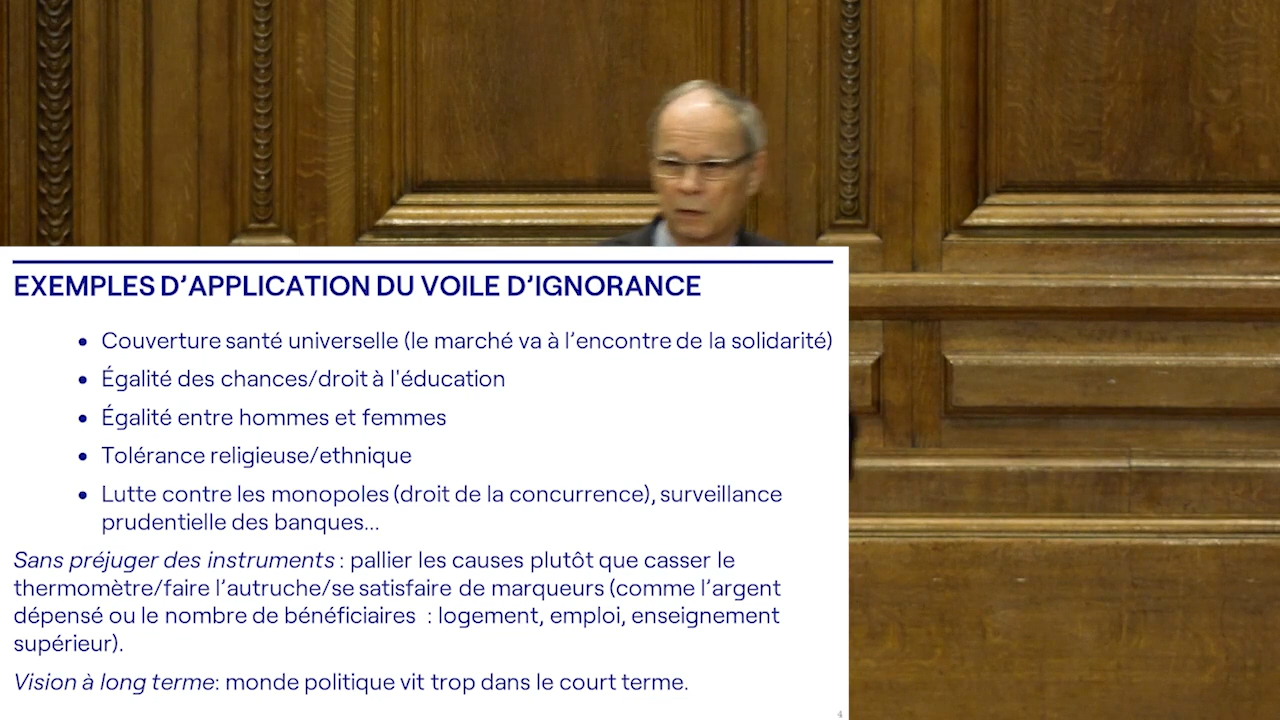 EXEMPLES D’APPLICATION DU VOILE D’IGNORANCE
• Couverture santé universelle (le marché va à l’encontre de la solidarité)
• Égalité des chances/droit à l'éducation
• Égalité entre hommes et femmes
• Tolérance religieuse/ethnique
• Lutte contre les monopoles (droit de la concurrence), surveillance
prudentielle des banques...
Sans préjuger des instruments : pallier les causes plutôt que casser le
thermomètre/faire l’autruche/se satisfaire de marqueurs (comme l’argent
dépensé ou le nombre de bénéficiaires : logement, emploi, enseignement
supérieur).
Vision à long terme: monde politique vit trop dans le court terme.
4